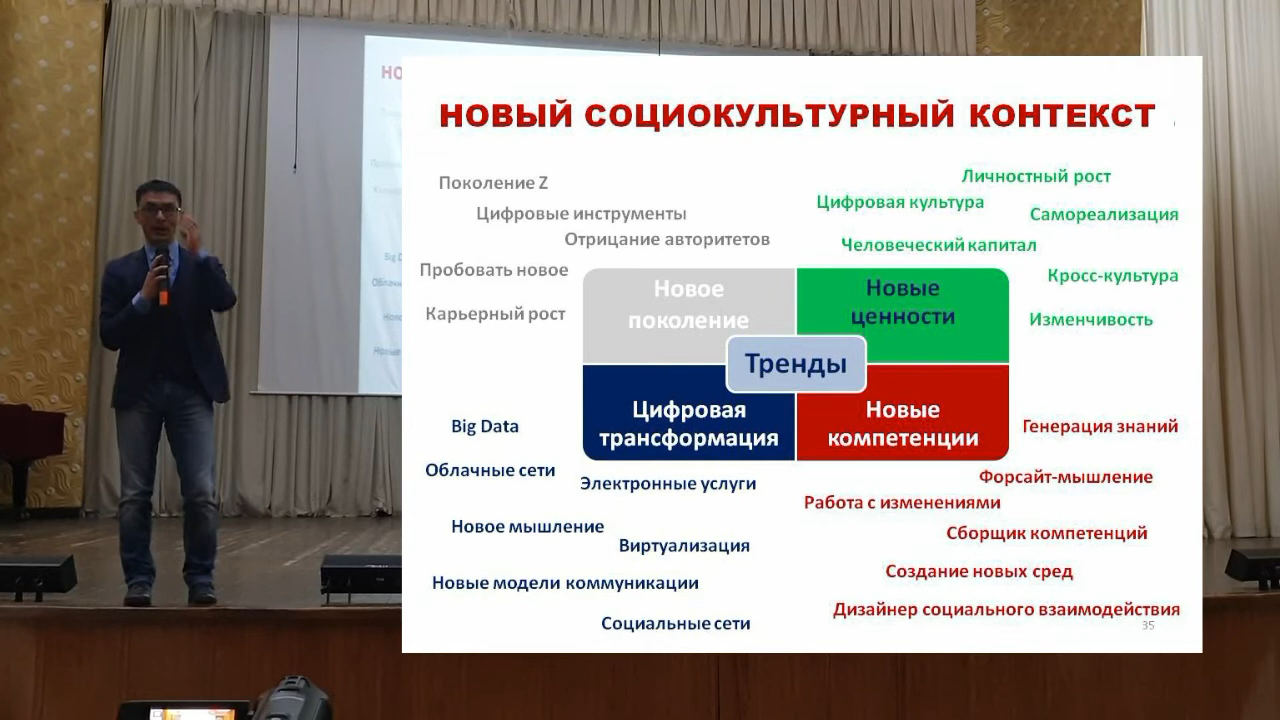 НОВЫЙ СОЦИОКУЛЬТУРНЫЙ КОНТЕКСТ
Поколение Z
Цифровые инструменты
Отрицание авторитетов
Пробовать новое
Карьерный рост
Личностный рост
Цифровая культура
Самореализация
Человеческий капитал
Кросс-культура
Изменчивость
Новое
поколение
Новые
ценности
Тренды
Цифровая
трансформация
Новые
компетенции
Big Data
Облачные сети
Электронные услуги
Новое мышление
Виртуализация
Новые модели коммуникации
Социальные сети
Генерация знаний
Форсайт-мышление
Работа с изменениями
Сборщик компетенций
Создание новых сред
Дизайнер социального взаимодействия
35
НО